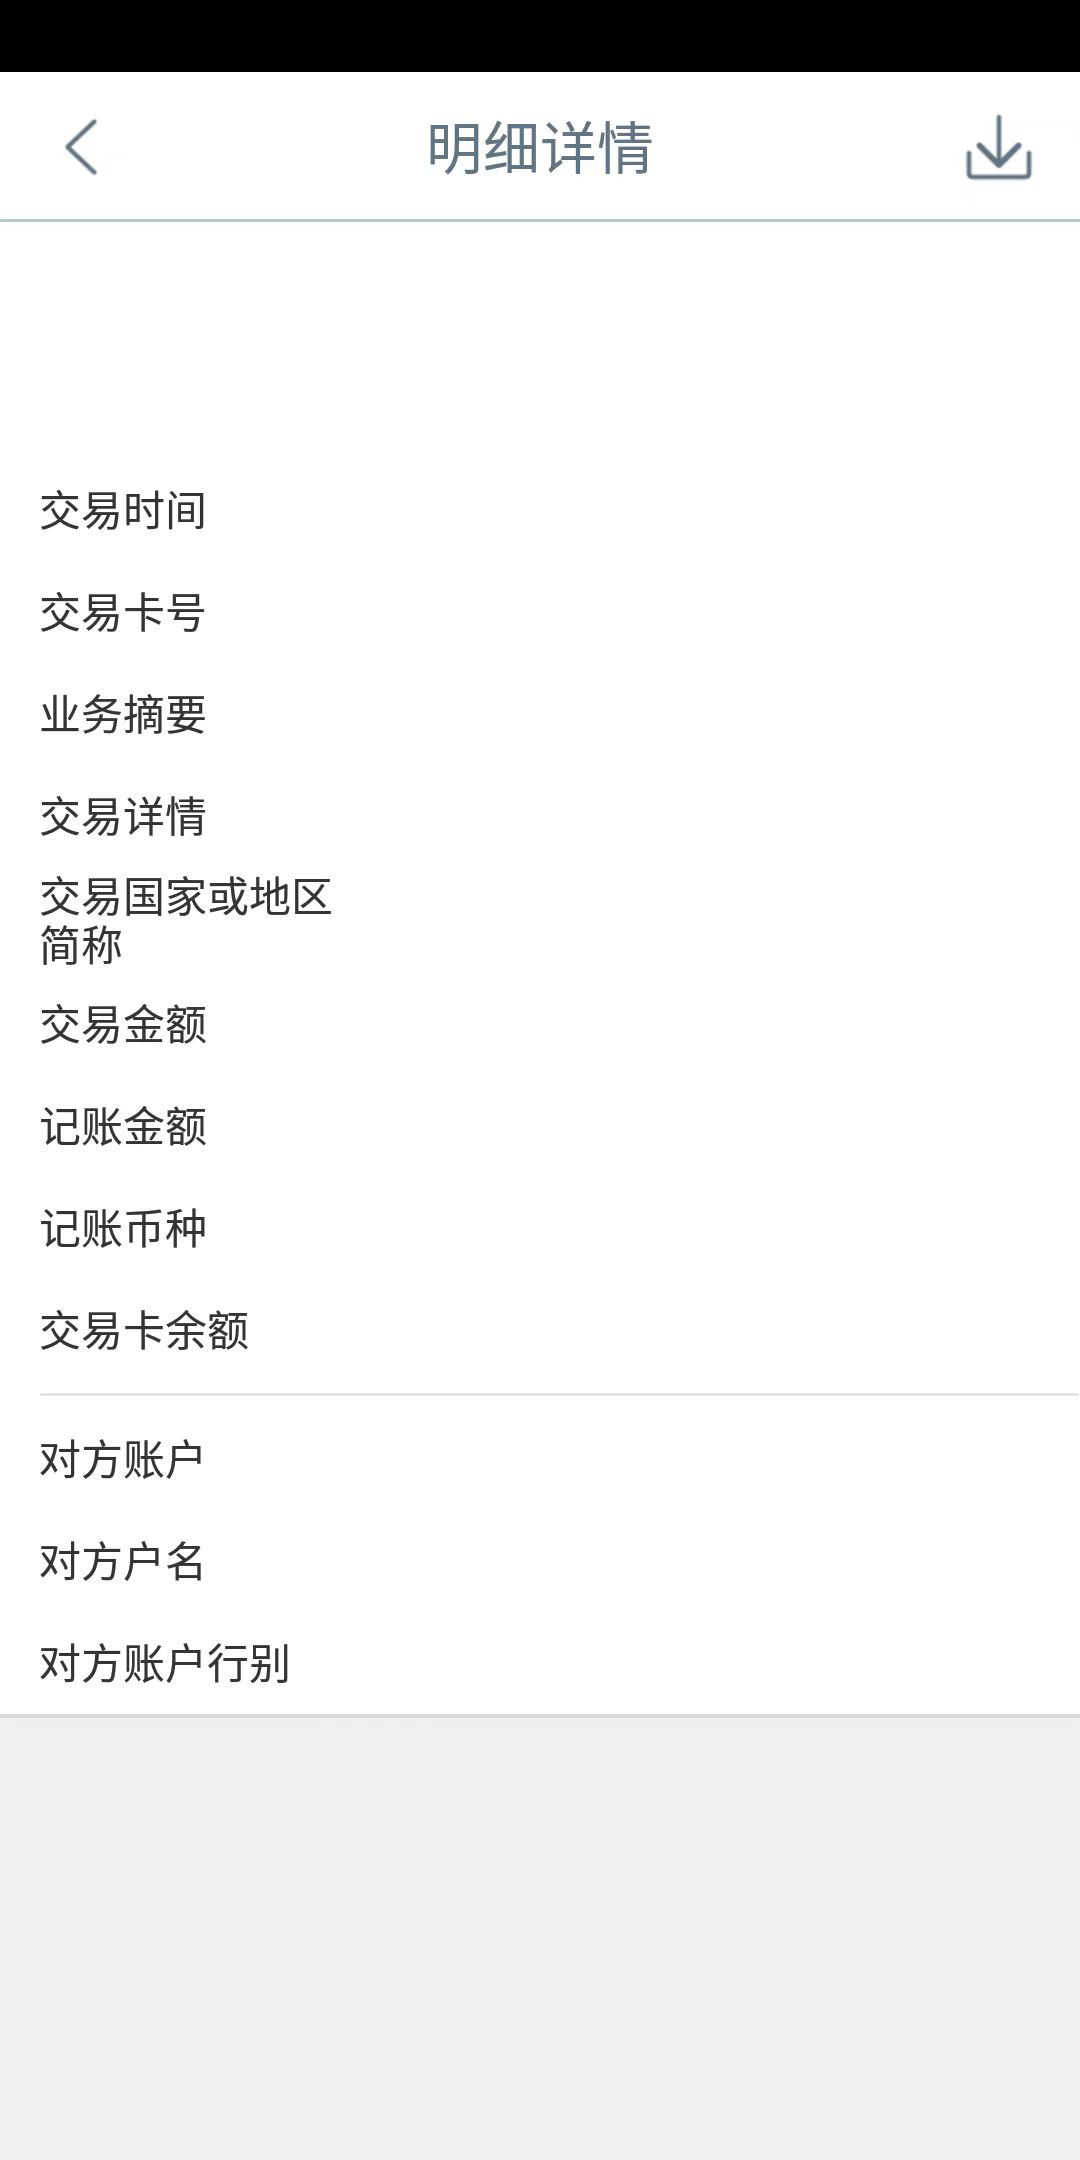 明细详情
交易时间
交易卡号
业务摘要
交易详情
交易国家或地区
简称
交易金额
记账金额
记账币种
交易卡余额
对方账户
对方户名
对方账户行别